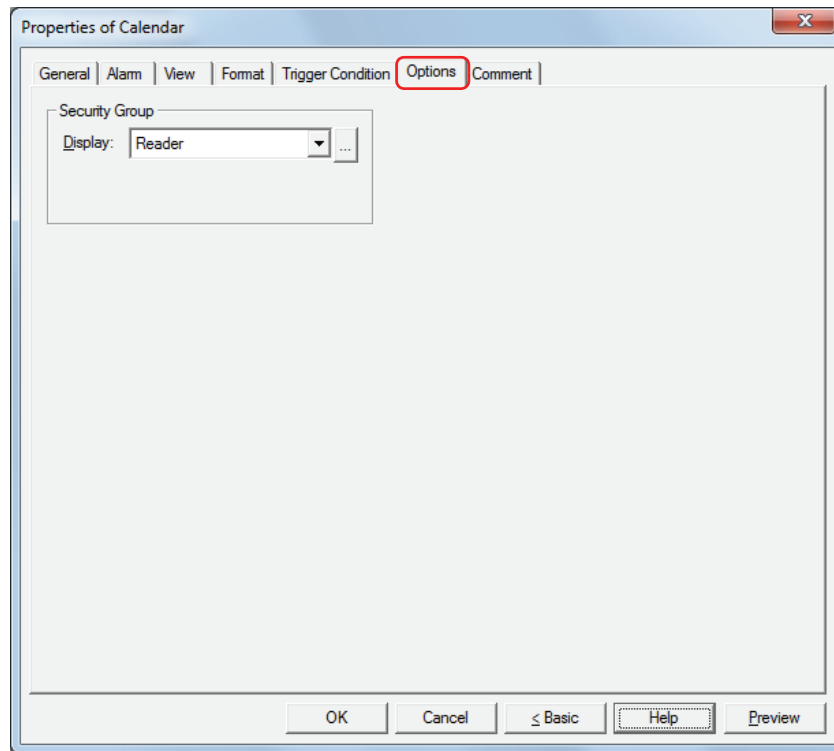 Properties of Calendar
General Alarm View Format Trigger Condition Options Comment
Security Group
Display: Reader ...
OK Cancel < Basic Help Preview